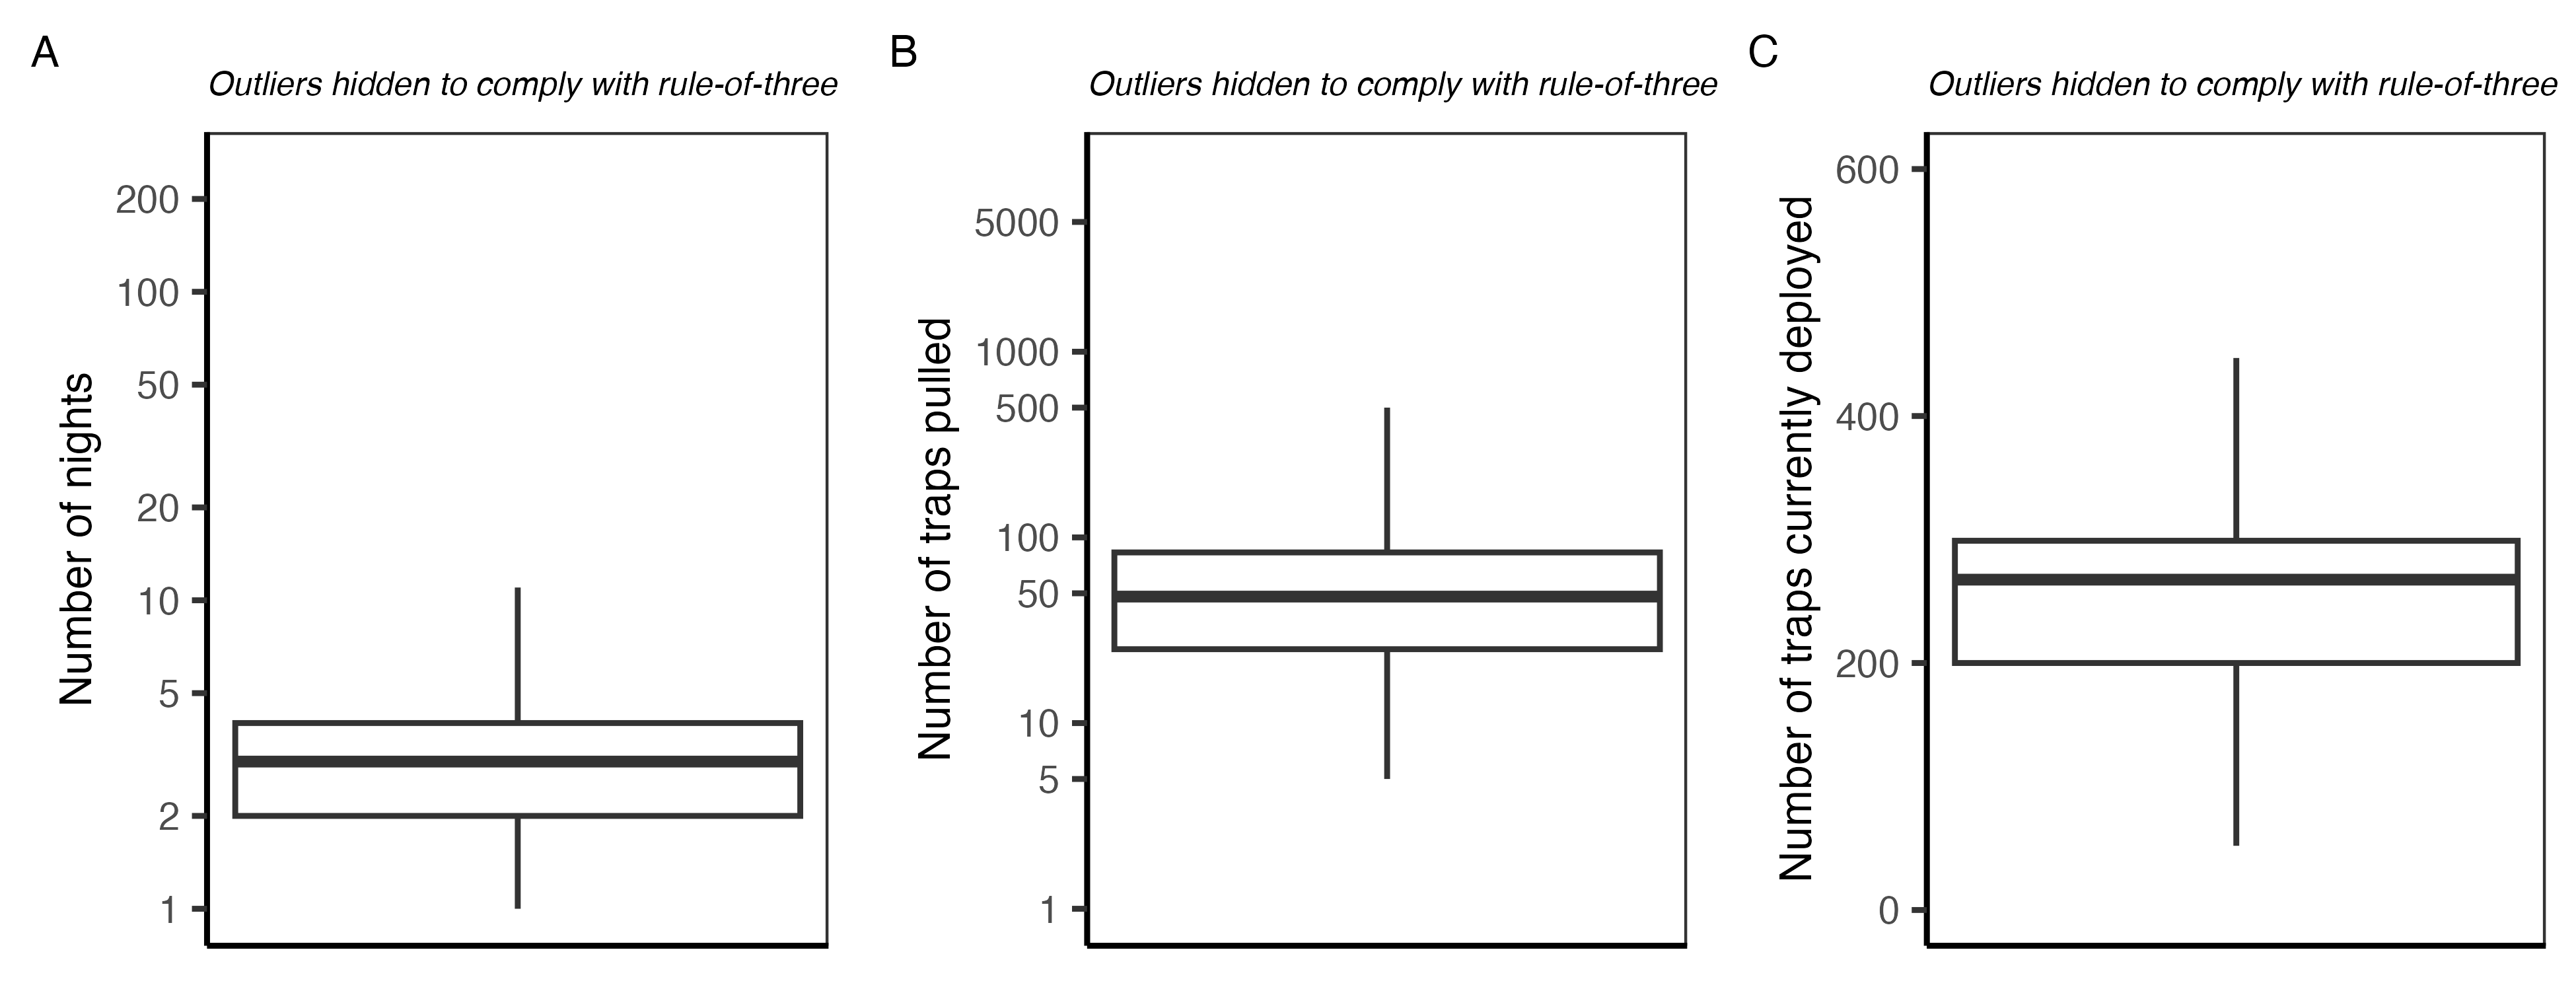 A
Outliers hidden to comply with rule-of-three
Number of nights
200
100
50
20
10
5
2
1
B
Outliers hidden to comply with rule-of-three
Number of traps pulled
5000
1000
500
100
50
10
5
1
C
Outliers hidden to comply with rule-of-three
Number of traps currently deployed
600
400
200
0